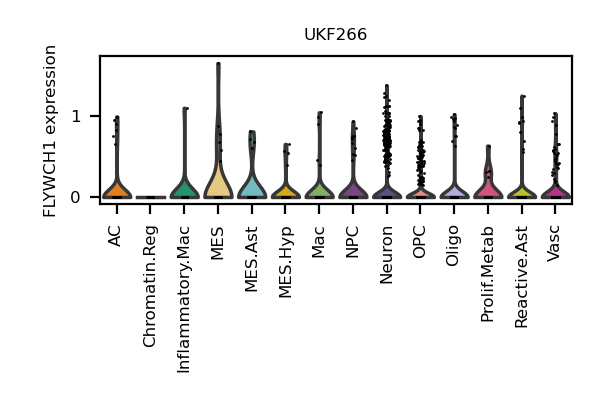 UKF266
FLYWCH1 expression
1
0
AC
Chromatin.Reg
Inflammatory.Mac
MES
MES.Ast
MES.Hyp
Mac
NPC
Neuron
OPC
Oligo
Prolif.Metab
Reactive.Ast
Vasc